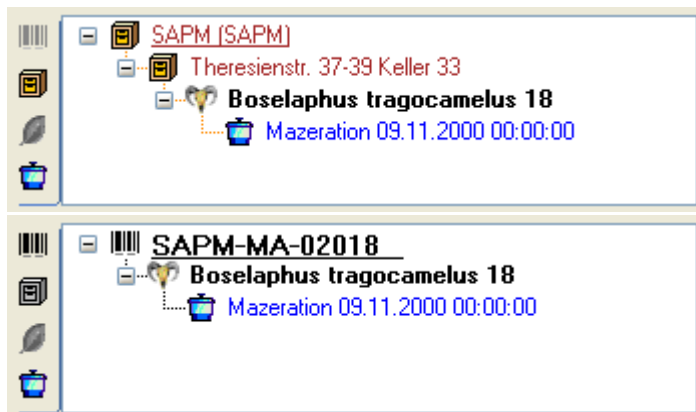 SAPM (SAPM)
Theresienstr. 37-39 Keller 33
Boselaphus tragocamelus 18
Mazeration 09.11.2000 00:00:00
SAPM-MA-02018
Boselaphus tragocamelus 18
Mazeration 09.11.2000 00:00:00